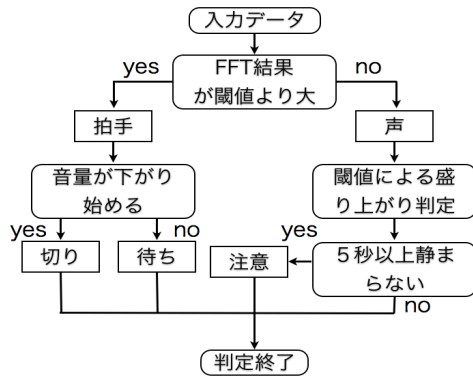 入力データ
yes
FFT結果
が閾値より大
no
拍手
声
音量が下がり
始める
閾値による盛
り上がり判定
yes
no
yes
切り
待ち
注意
５秒以上静ま
らない
no
判定終了